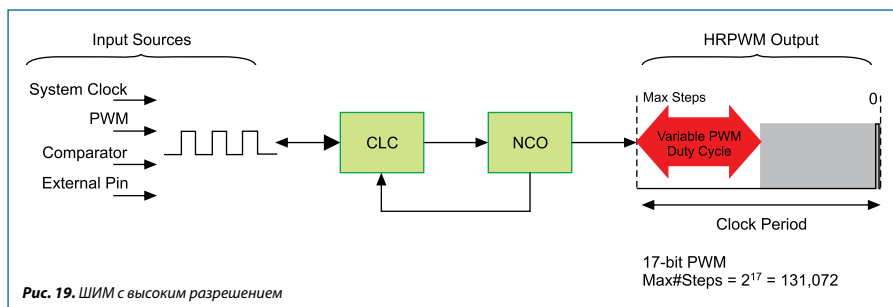 Input Sources
HRPWM Output
System Clock
PWM
Comparator
External Pin
CLC
NCO
Max Steps
0
Variable PWM
Duty Cycle
Clock Period
17-bit PWM
Max#Steps = 2¹⁷ = 131,072
Рис. 19. ШИМ с высоким разрешением